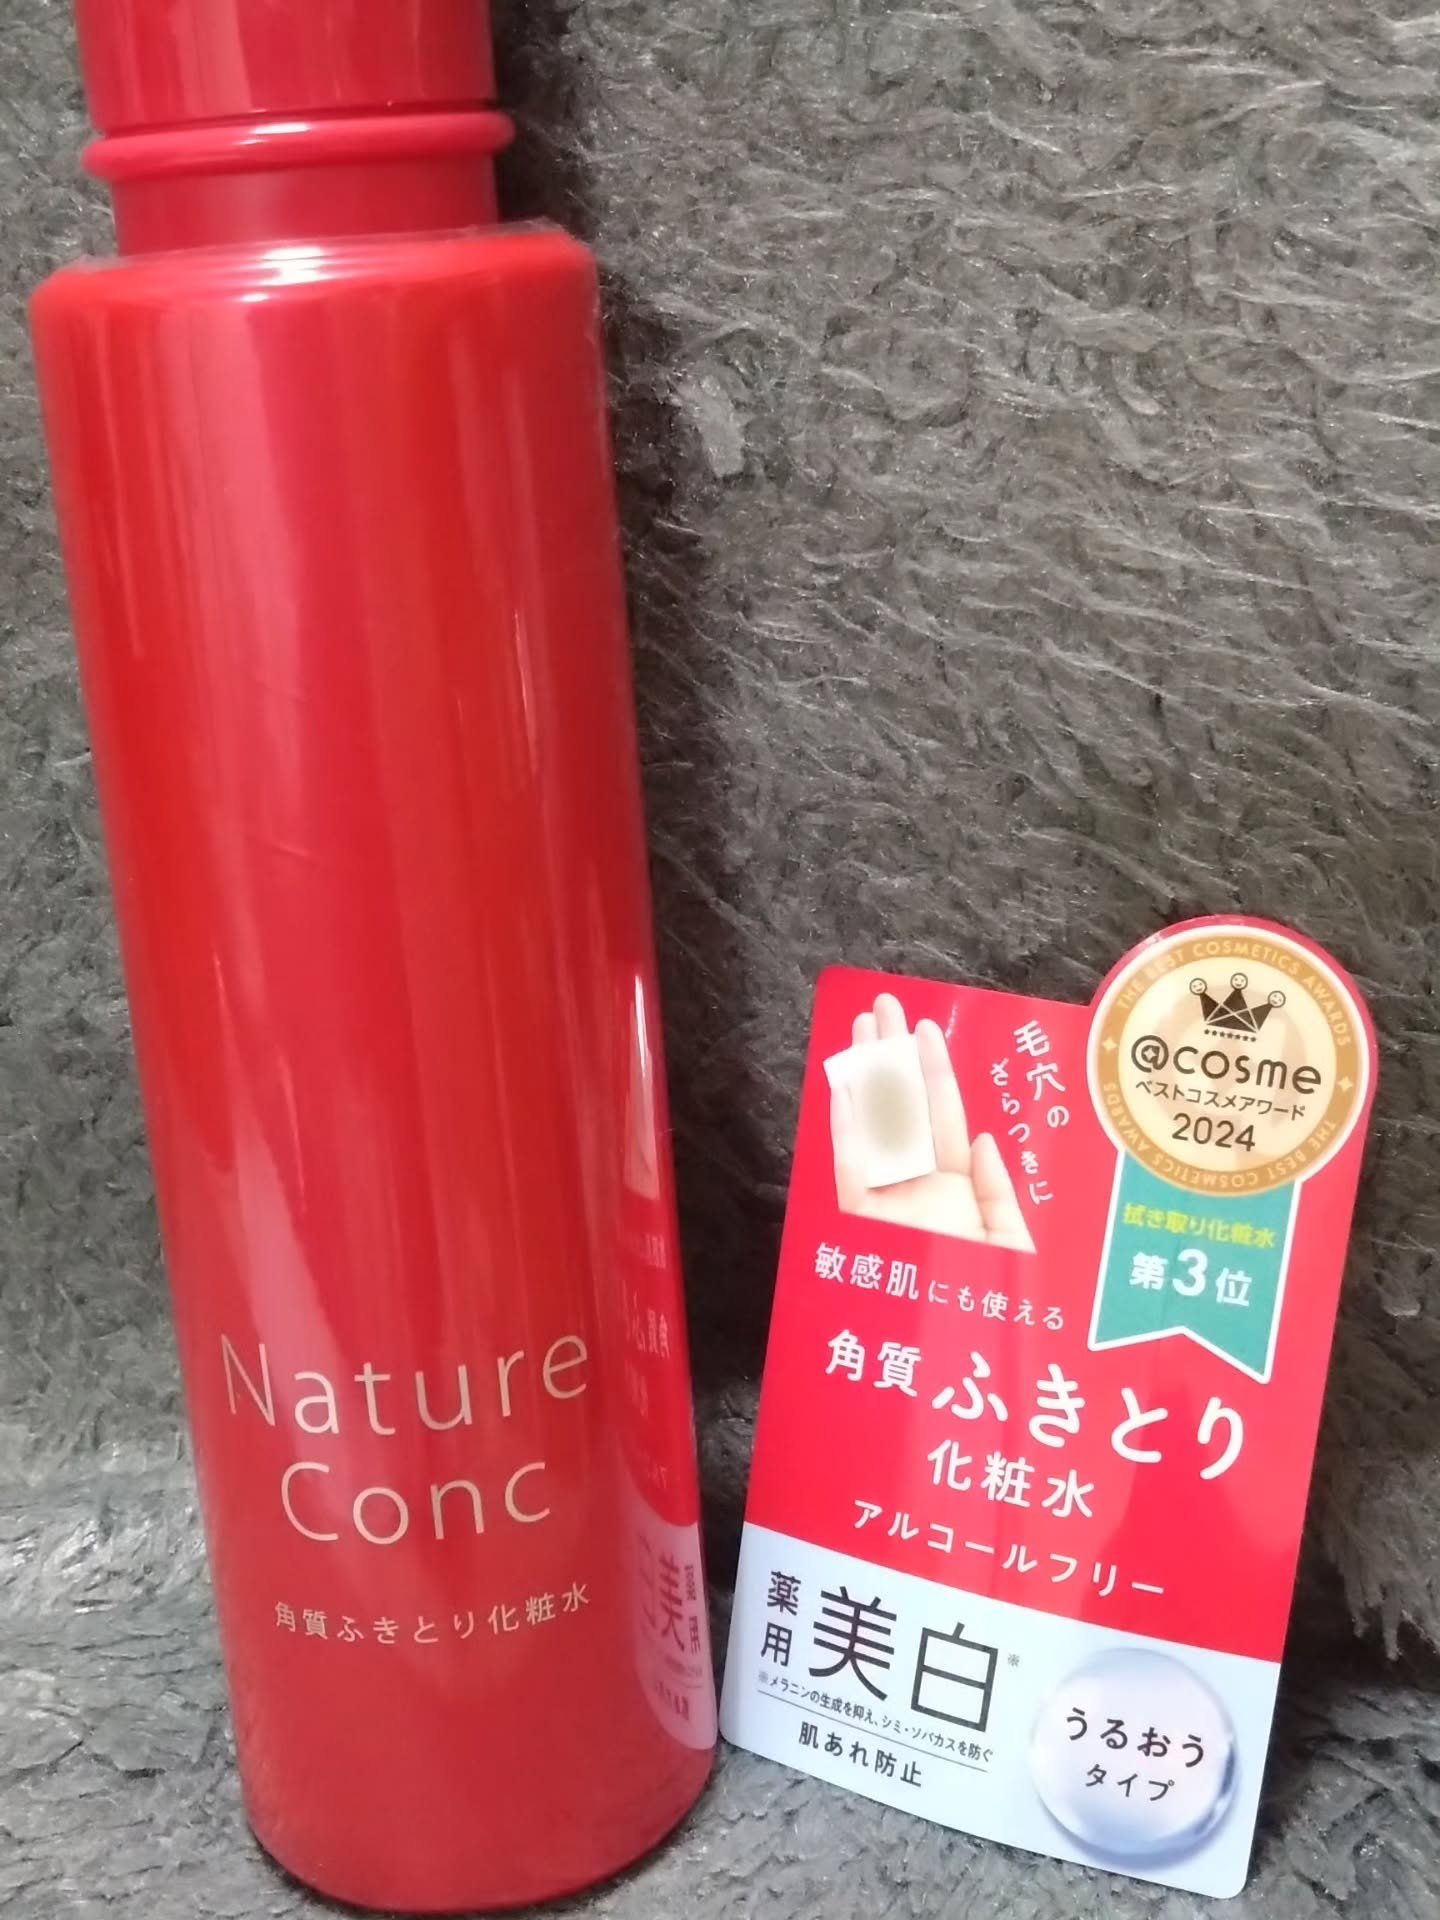 Nature
Conc
角質ふきとり化粧水
THE BEST COSMETICS AWARDS
@cosme
ベストコスメアワード
2024
THE BEST COSMETICS AWARDS
拭き取り化粧水
第3位
毛穴の
ざらつきに
敏感肌にも使える
角質ふきとり
化粧水
アルコールフリー
薬用
美白※
※メラニンの生成を抑え、シミ・ソバカスを防ぐ
肌あれ防止
うるおう
タイプ